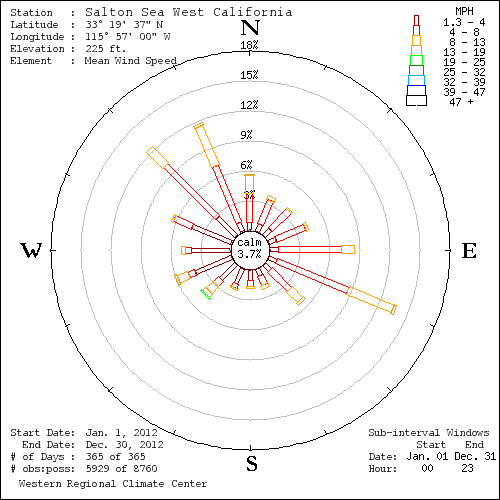 Station : Salton Sea West California
Latitude : 33° 19' 37" N
Longitude : 115° 57' 00" W
Elevation : 225 ft.
Element : Mean Wind Speed
MPH
1.3 - 4
4 - 8
8 - 13
13 - 19
19 - 25
25 - 32
32 - 39
39 - 47
47 +
N
18%
15%
12%
9%
6%
3%
W
calm
3.7%
E
S
Start Date: Jan. 1, 2012
End Date: Dec. 30, 2012
# of Days : 365 of 365
# obs:poss: 5929 of 8760
Western Regional Climate Center
Sub-interval Windows
Start End
Date: Jan. 01 Dec. 31
Hour: 00 23